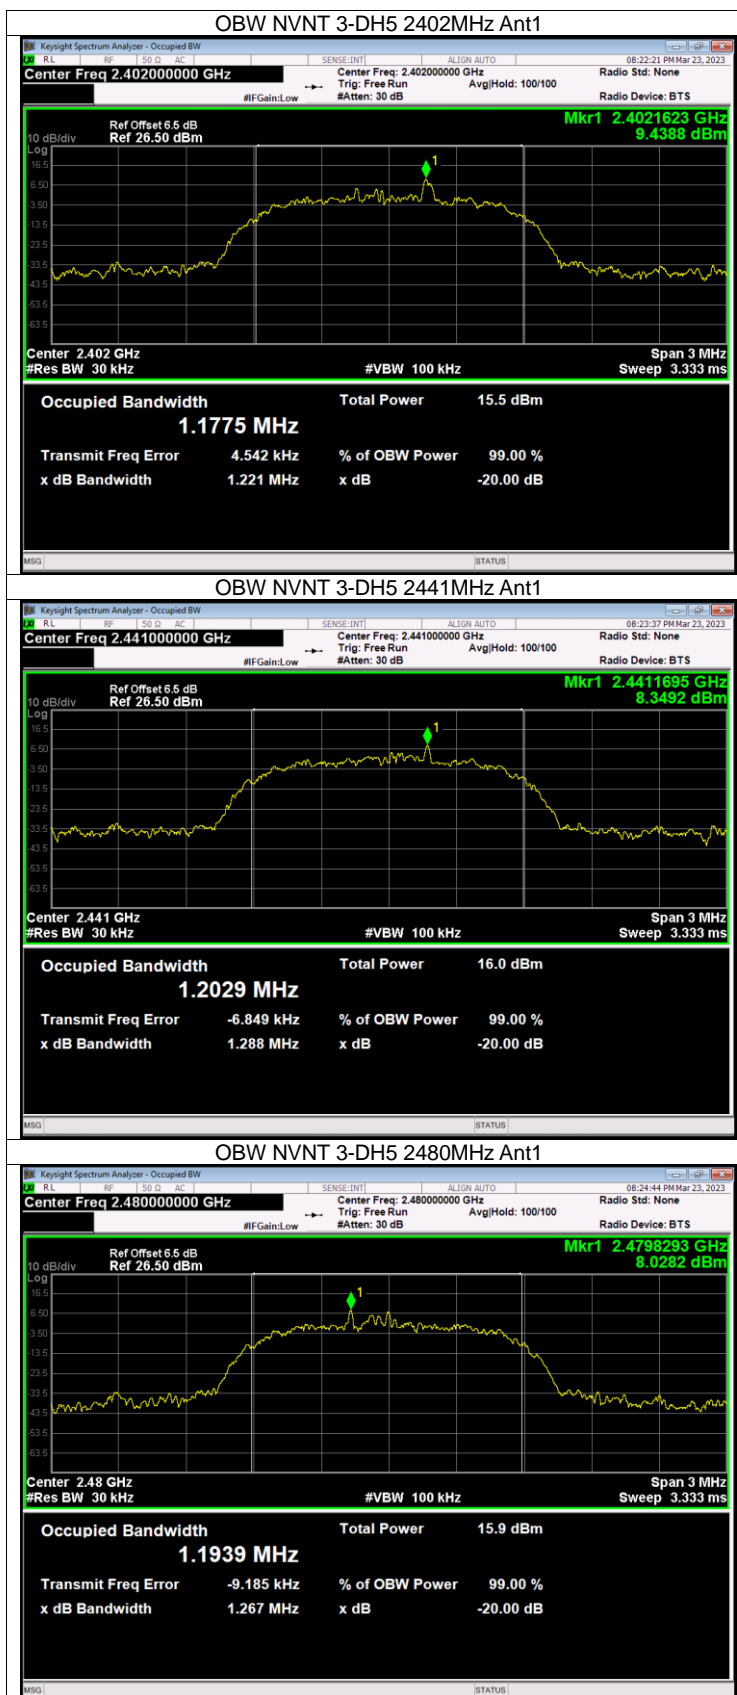 OBW NVNT 3-DH5 2402MHz Ant1
Keysight Spectrum Analyzer - Occupied BW
RL RF 50 Ω AC SENSE:INT ALIGN AUTO 08:22:21 PM Mar 23, 2023
Center Freq 2.402000000 GHz Center Freq: 2.402000000 GHz Radio Std: None
Trig: Free Run Avg|Hold: 100/100
#IFGain:Low #Atten: 30 dB Radio Device: BTS
Mkr1 2.4021623 GHz
9.4388 dBm
Ref Offset 6.5 dB
10 dB/div Ref 26.50 dBm
Log
16.5
6.50
-3.50
-13.5
-23.5
-33.5
-43.5
-53.5
-63.5
1
Center 2.402 GHz Span 3 MHz
#Res BW 30 kHz #VBW 100 kHz Sweep 3.333 ms
Occupied Bandwidth Total Power 15.5 dBm
1.1775 MHz
Transmit Freq Error 4.542 kHz % of OBW Power 99.00 %
x dB Bandwidth 1.221 MHz x dB -20.00 dB
MSG STATUS
OBW NVNT 3-DH5 2441MHz Ant1
Keysight Spectrum Analyzer - Occupied BW
RL RF 50 Ω AC SENSE:INT ALIGN AUTO 08:23:37 PM Mar 23, 2023
Center Freq 2.441000000 GHz Center Freq: 2.441000000 GHz Radio Std: None
Trig: Free Run Avg|Hold: 100/100
#IFGain:Low #Atten: 30 dB Radio Device: BTS
Mkr1 2.4411695 GHz
8.3492 dBm
Ref Offset 6.5 dB
10 dB/div Ref 26.50 dBm
Log
16.5
6.50
-3.50
-13.5
-23.5
-33.5
-43.5
-53.5
-63.5
1
Center 2.441 GHz Span 3 MHz
#Res BW 30 kHz #VBW 100 kHz Sweep 3.333 ms
Occupied Bandwidth Total Power 16.0 dBm
1.2029 MHz
Transmit Freq Error -6.849 kHz % of OBW Power 99.00 %
x dB Bandwidth 1.288 MHz x dB -20.00 dB
MSG STATUS
OBW NVNT 3-DH5 2480MHz Ant1
Keysight Spectrum Analyzer - Occupied BW
RL RF 50 Ω AC SENSE:INT ALIGN AUTO 08:24:44 PM Mar 23, 2023
Center Freq 2.480000000 GHz Center Freq: 2.480000000 GHz Radio Std: None
Trig: Free Run Avg|Hold: 100/100
#IFGain:Low #Atten: 30 dB Radio Device: BTS
Mkr1 2.4798293 GHz
8.0282 dBm
Ref Offset 6.5 dB
10 dB/div Ref 26.50 dBm
Log
16.5
6.50
-3.50
-13.5
-23.5
-33.5
-43.5
-53.5
-63.5
1
Center 2.48 GHz Span 3 MHz
#Res BW 30 kHz #VBW 100 kHz Sweep 3.333 ms
Occupied Bandwidth Total Power 15.9 dBm
1.1939 MHz
Transmit Freq Error -9.185 kHz % of OBW Power 99.00 %
x dB Bandwidth 1.267 MHz x dB -20.00 dB
MSG STATUS